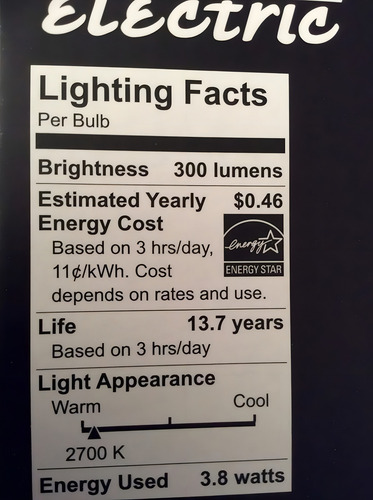 Electric
Lighting Facts
Per Bulb
Brightness 300 lumens
Estimated Yearly $0.46
Energy Cost
Based on 3 hrs/day,
11¢/kWh. Cost
depends on rates and use.
energy
ENERGY STAR
Life 13.7 years
Based on 3 hrs/day
Light Appearance
Warm Cool
2700 K
Energy Used 3.8 watts